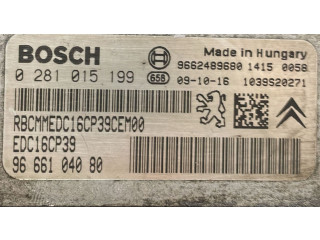 BOSCH
Made in Hungary
9662489680 1415 0058
0 281 015 199
658
09-10-16 1039S20271
RBCMMEDC16CP39CEM00
EDC16CP39
96 661 040 80